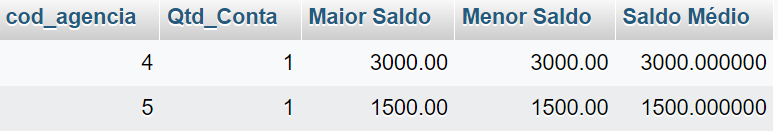 cod_agencia Qtd_Conta Maior Saldo Menor Saldo Saldo Médio
4 1 3000.00 3000.00 3000.000000
5 1 1500.00 1500.00 1500.000000